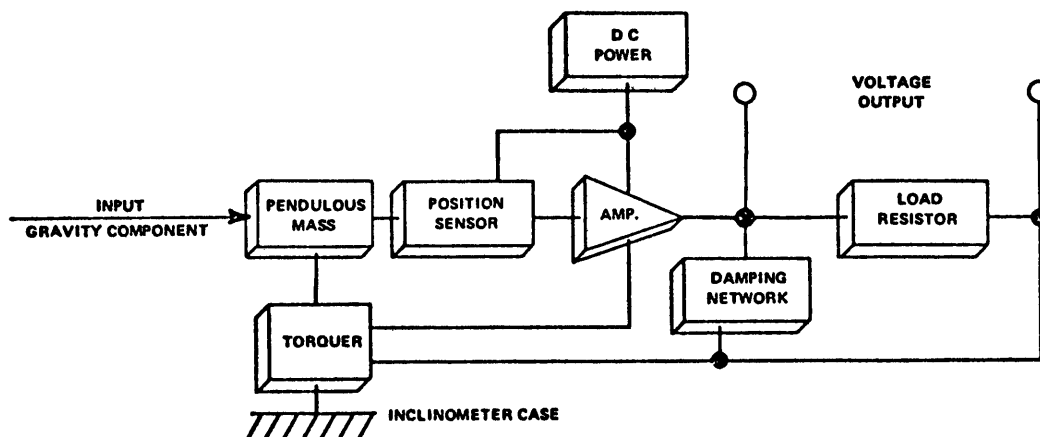 D C
POWER
VOLTAGE
OUTPUT
INPUT
GRAVITY COMPONENT
PENDULOUS
MASS
POSITION
SENSOR
AMP.
LOAD
RESISTOR
DAMPING
NETWORK
TORQUER
INCLINOMETER CASE